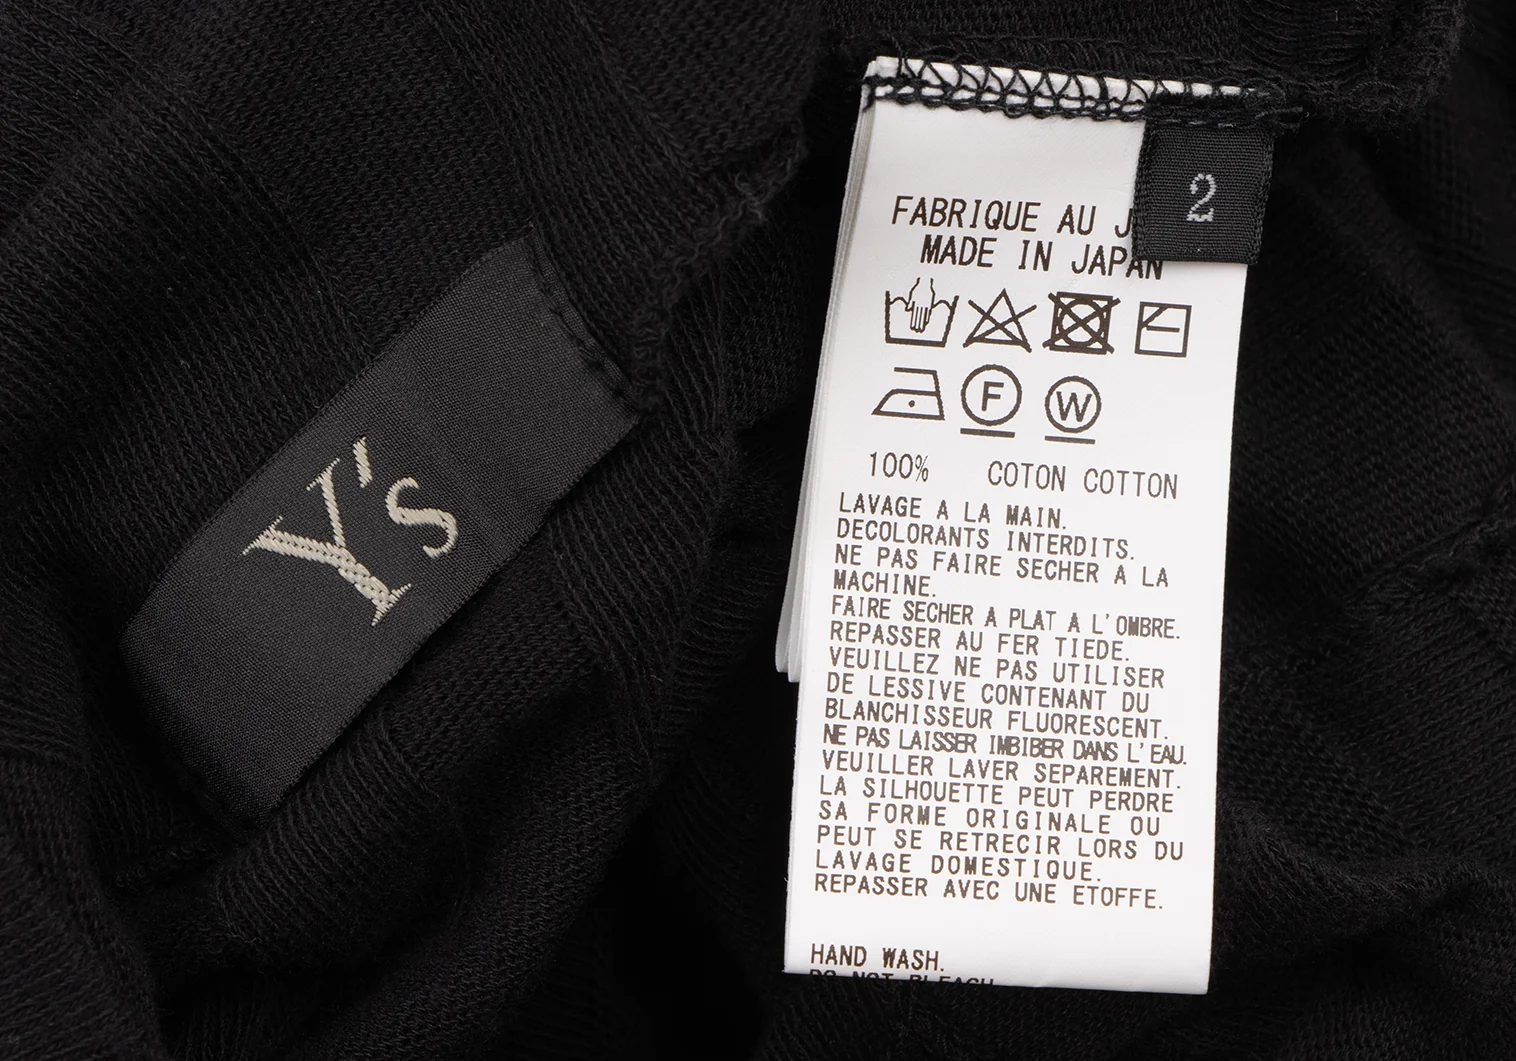 Y's
2
FABRIQUE AU J
MADE IN JAPAN
F
W
100% COTON COTTON
LAVAGE A LA MAIN.
DECOLORANTS INTERDITS.
NE PAS FAIRE SECHER A LA
MACHINE.
FAIRE SECHER A PLAT A L'OMBRE.
REPASSER AU FER TIEDE.
VEUILLEZ NE PAS UTILISER
DE LESSIVE CONTENANT DU
BLANCHISSEUR FLUORESCENT.
NE PAS LAISSER IMBIBER DANS L'EAU.
VEUILLER LAVER SEPAREMENT.
LA SILHOUETTE PEUT PERDRE
SA FORME ORIGINALE OU
PEUT SE RETRECIR LORS DU
LAVAGE DOMESTIQUE.
REPASSER AVEC UNE ETOFFE.
HAND WASH.
DO NOT BLEACH